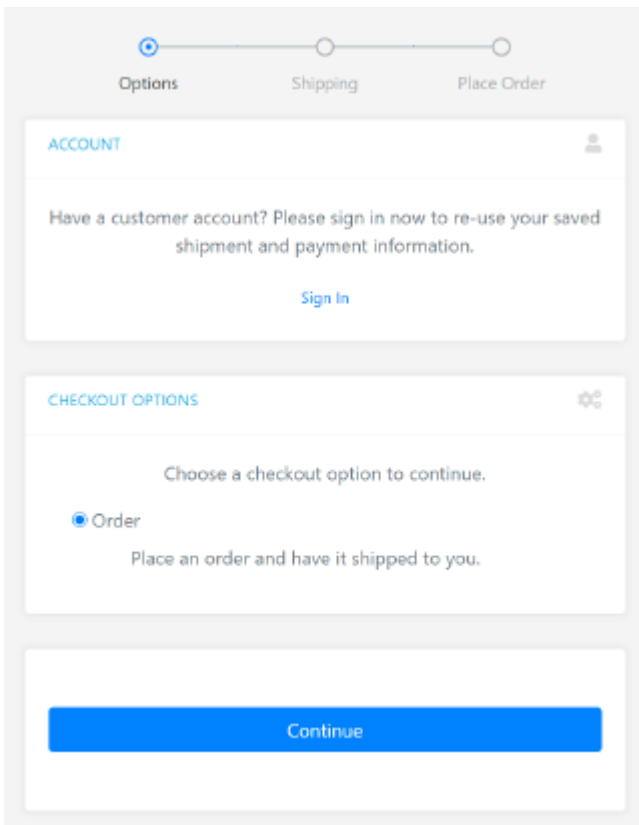 Options Shipping Place Order
ACCOUNT
Have a customer account? Please sign in now to re-use your saved
shipment and payment information.
Sign In
CHECKOUT OPTIONS
Choose a checkout option to continue.
Order
Place an order and have it shipped to you.
Continue